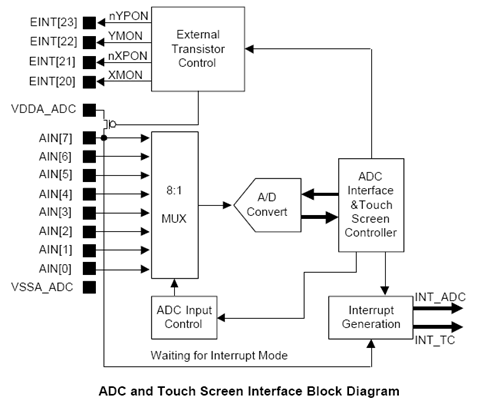 EINT[23]
nYPON
EINT[22]
YMON
EINT[21]
nXPON
EINT[20]
XMON
External
Transistor
Control
VDDA_ADC
AIN[7]
AIN[6]
AIN[5]
AIN[4]
AIN[3]
AIN[2]
AIN[1]
AIN[0]
VSSA_ADC
8:1
MUX
A/D
Convert
ADC
Interface
&Touch
Screen
Controller
ADC Input
Control
Interrupt
Generation
INT_ADC
INT_TC
Waiting for Interrupt Mode
ADC and Touch Screen Interface Block Diagram